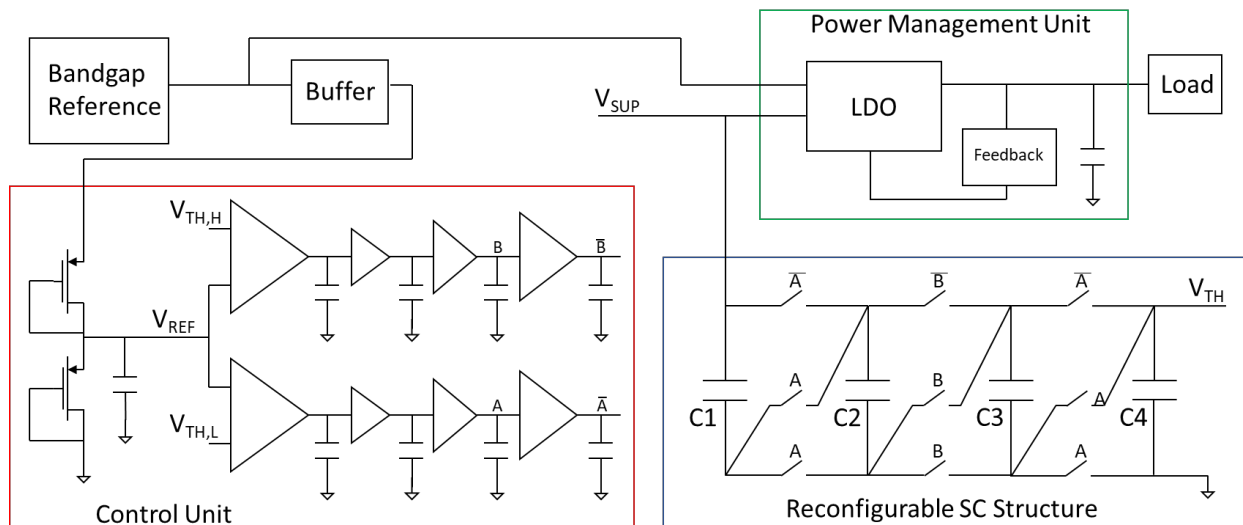 Power Management Unit
Bandgap
Reference
Buffer
V_SUP
LDO
Load
Feedback
V_TH,H
B
B̅
V_REF
V_TH,L
A
A̅
Control Unit
A̅
B̅
A̅
V_TH
A
B
A
C1
C2
C3
C4
A
B
A
Reconfigurable SC Structure